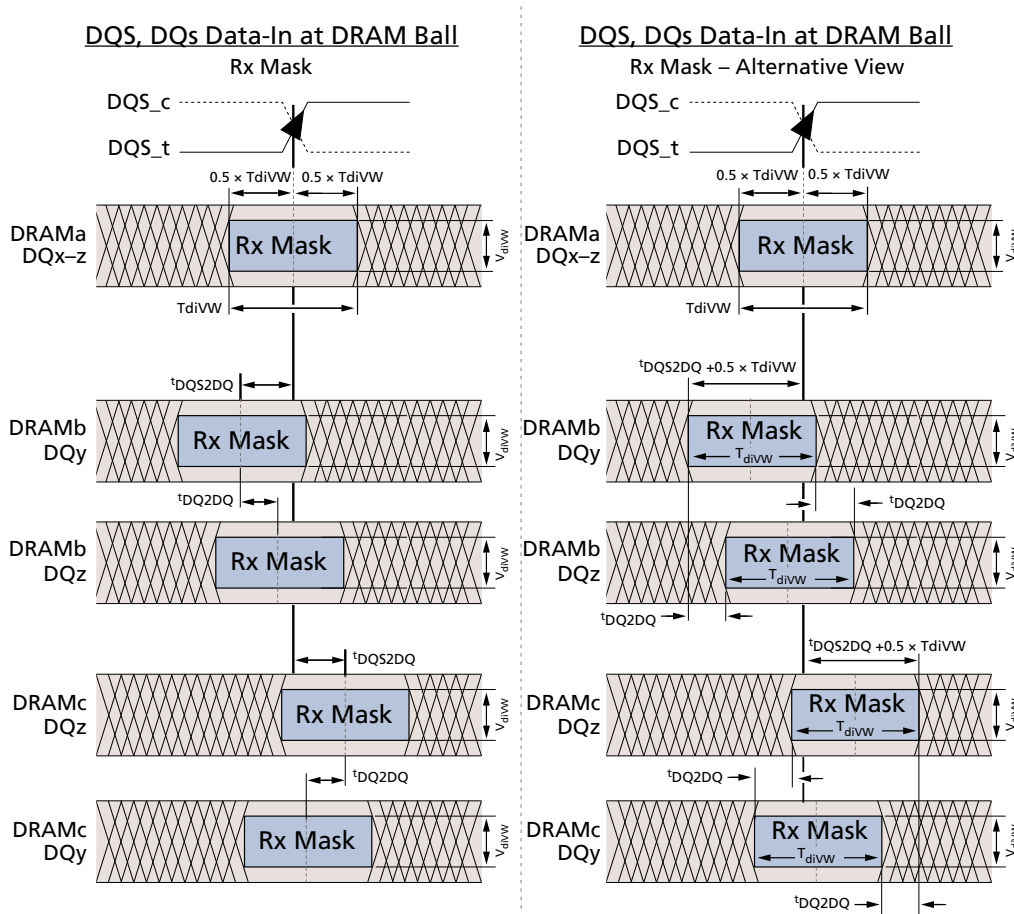 DQS, DQs Data-In at DRAM Ball
Rx Mask
DQS_c
DQS_t
0.5 × TdiVW 0.5 × TdiVW
DRAMa
DQx–z
Rx Mask
VdiVW
TdiVW
tDQS2DQ
DRAMb
DQy
Rx Mask
VdiVW
tDQ2DQ
DRAMb
DQz
Rx Mask
VdiVW
tDQS2DQ
DRAMc
DQz
Rx Mask
VdiVW
tDQ2DQ
DRAMc
DQy
Rx Mask
VdiVW
DQS, DQs Data-In at DRAM Ball
Rx Mask – Alternative View
DQS_c
DQS_t
0.5 × TdiVW 0.5 × TdiVW
DRAMa
DQx–z
Rx Mask
VdiVW
TdiVW
tDQS2DQ +0.5 × TdiVW
DRAMb
DQy
Rx Mask
TdiVW
VdiVW
tDQ2DQ
DRAMb
DQz
Rx Mask
TdiVW
VdiVW
tDQ2DQ
tDQS2DQ +0.5 × TdiVW
DRAMc
DQz
Rx Mask
TdiVW
VdiVW
tDQ2DQ
DRAMc
DQy
Rx Mask
TdiVW
VdiVW
tDQ2DQ